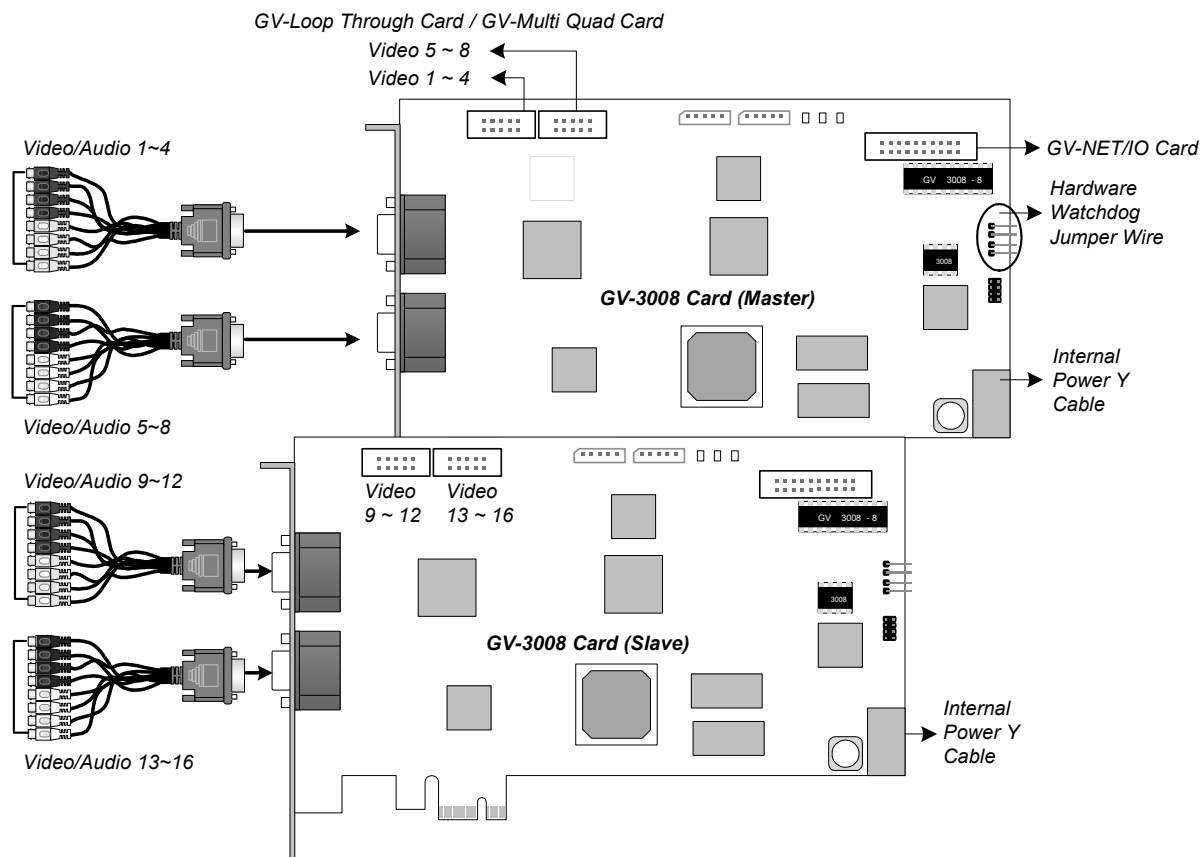 GV-Loop Through Card / GV-Multi Quad Card
Video 5 ~ 8
Video 1 ~ 4
Video/Audio 1~4
GV-NET/IO Card
GV 3008 - 8
Hardware
Watchdog
Jumper Wire
3008
GV-3008 Card (Master)
Internal
Power Y
Cable
Video/Audio 5~8
Video/Audio 9~12
Video
9 ~ 12
Video
13 ~ 16
GV 3008 - 8
3008
GV-3008 Card (Slave)
Internal
Power Y
Cable
Video/Audio 13~16